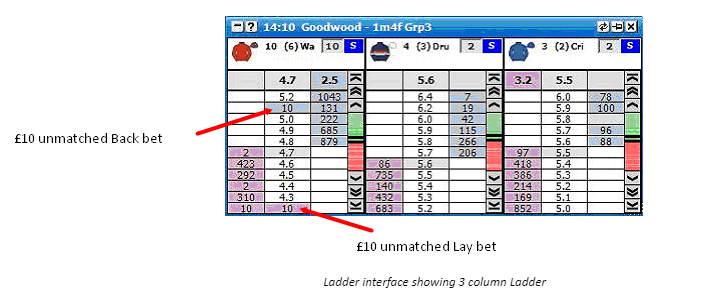 14:10 Goodwood - 1m4f Grp3
10 (6) Wa 10 S 4 (3) Dru 2 S 3 (2) Cri 2 S
4.7 2.5 5.6 3.2 5.5
5.2 1043 6.4 7 6.0 78
10 131 6.2 19 5.9 100
5.0 222 6.0 42 5.8
4.9 685 5.9 115 5.7 96
4.8 879 5.8 266 5.6 88
2 4.7 5.7 206 97 5.5
423 4.6 86 5.6 418 5.4
292 4.5 735 5.5 386 5.3
2 4.4 140 5.4 214 5.2
310 4.3 432 5.3 169 5.1
10 10 683 5.2 852 5.0
£10 unmatched Back bet
£10 unmatched Lay bet
Ladder interface showing 3 column Ladder